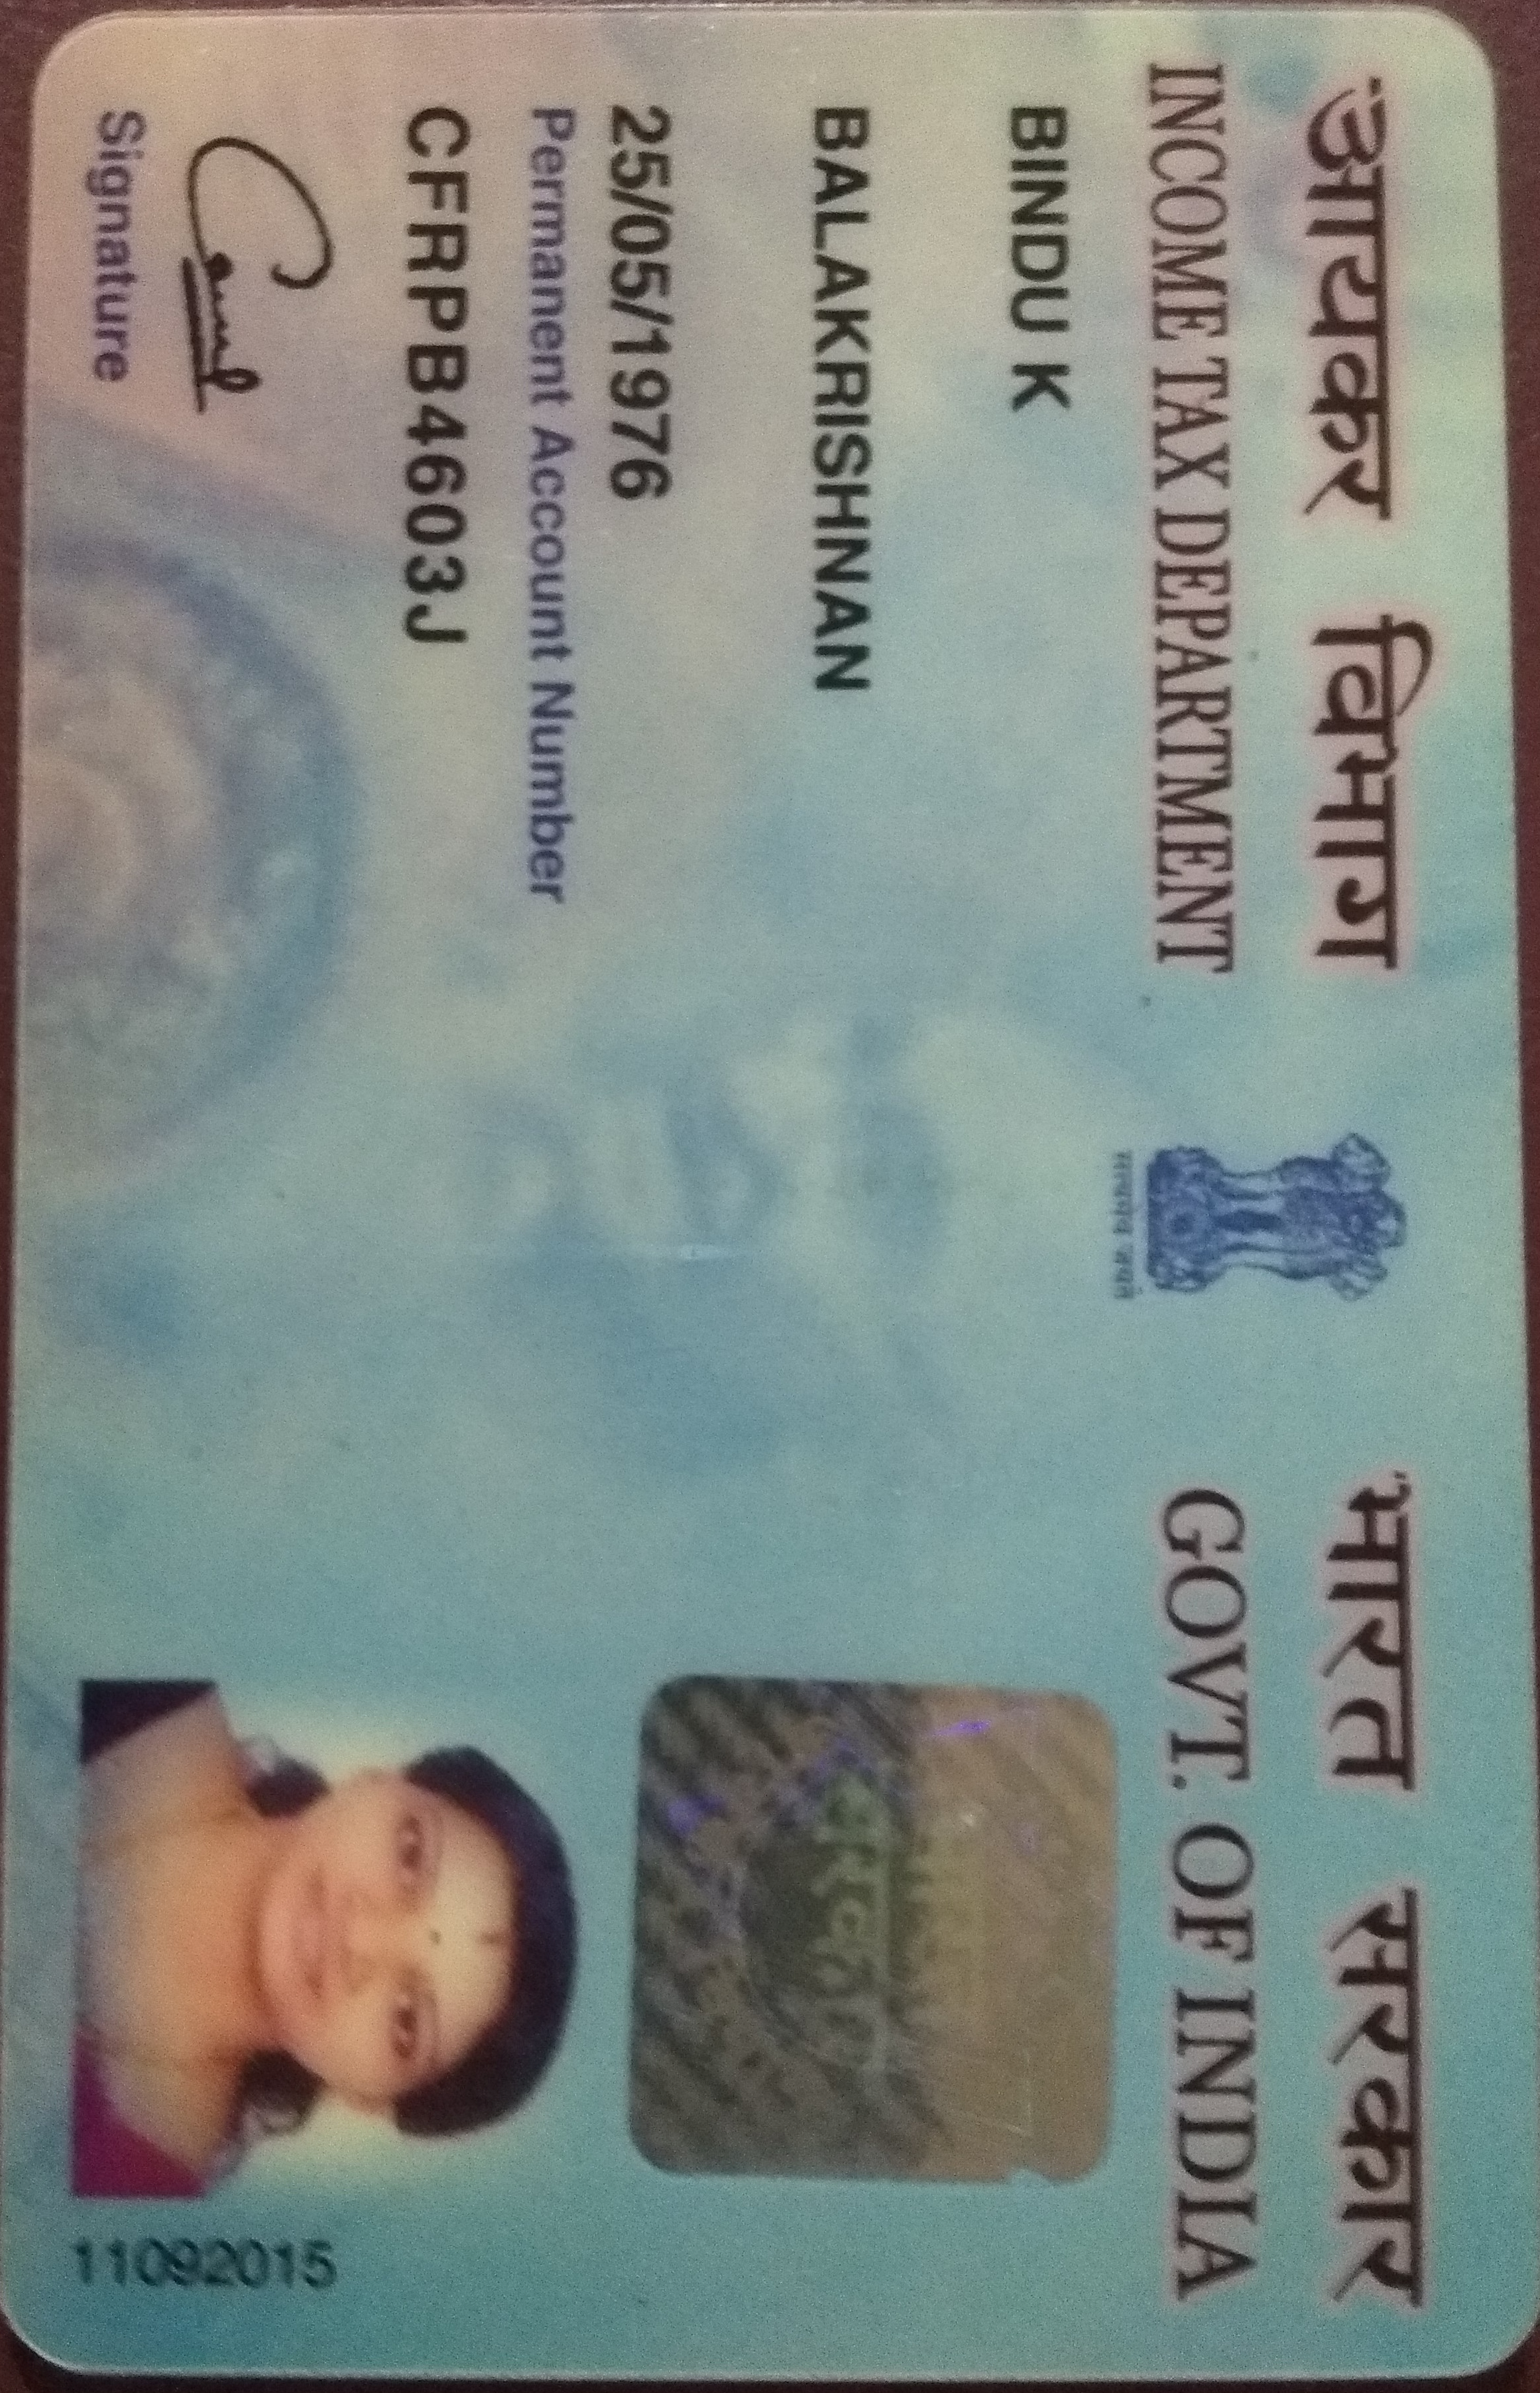 आयकर विभाग
INCOME TAX DEPARTMENT
सत्यमेव जयते
भारत सरकार
GOVT. OF INDIA
BINDU K
BALAKRISHNAN
25/05/1976
Permanent Account Number
CFRPB4603J
Signature
11092015